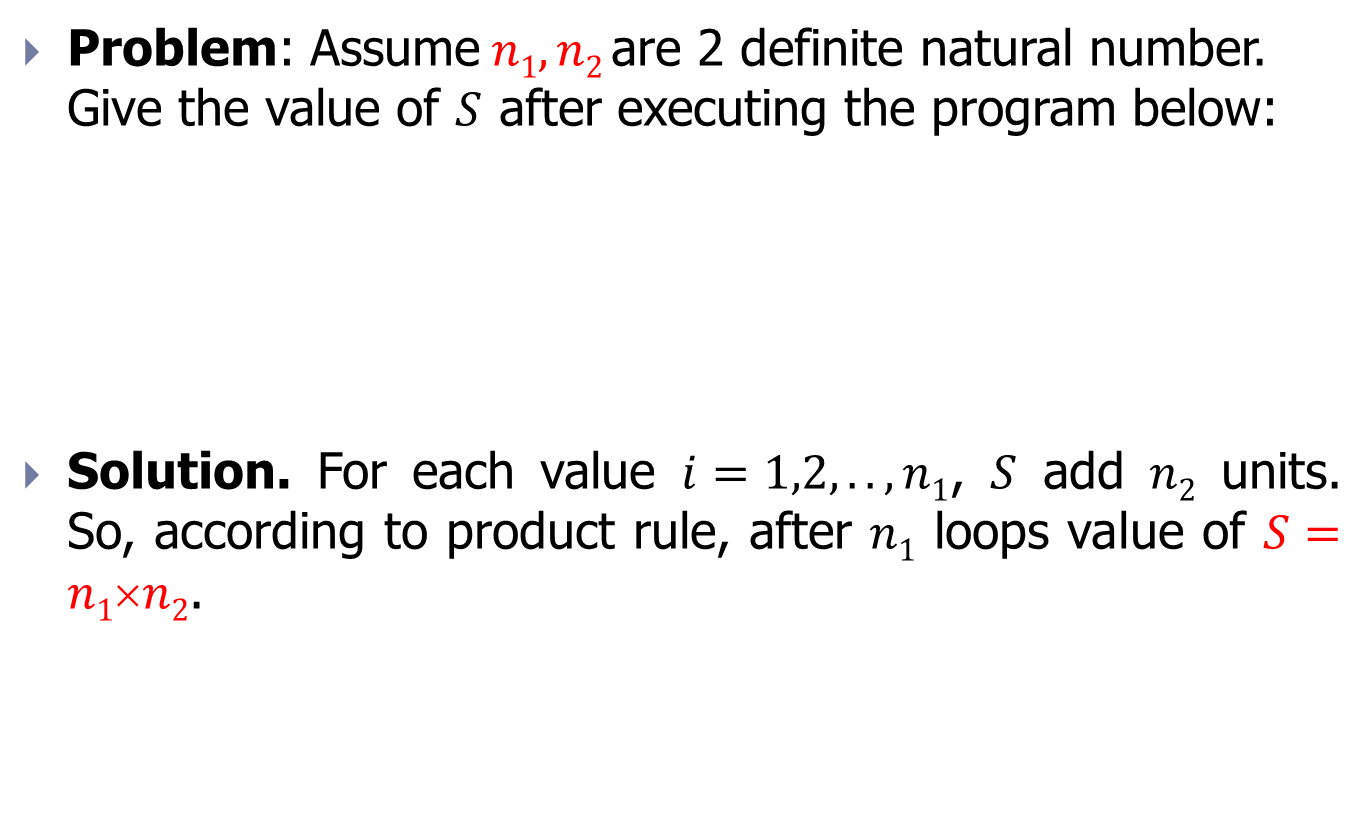 Problem: Assume n₁, n₂ are 2 definite natural number.
Give the value of S after executing the program below:
Solution. For each value i = 1,2,..,n₁, S add n₂ units.
So, according to product rule, after n₁ loops value of S =
n₁×n₂.